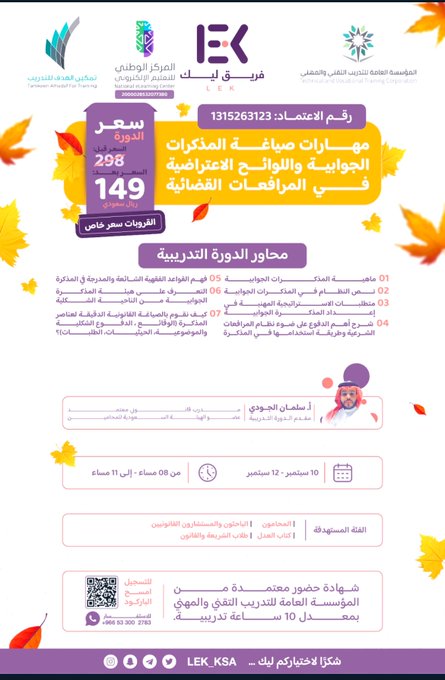 تمكين الهدف للتدريب
Tamkeen Alhadaf For Training
المركز الوطني
للتعليم الإلكتروني
National eLearning Center
LEK
فريق ليك
LEK
المؤسسة العامة للتدريب التقني والمهني
Technical and Vocational Training Corporation
رقم الاعتماد: 1315263123
مهارات صياغة المذكرات
الجوابية واللوائح الاعتراضية
في المرافعات القضائية
سعر
الدورة
السعر قبل:
298
السعر بعد:
149
ريال سعودي
القروبات سعر خاص
محاور الدورة التدريبية
01 ماهية المذكرات الجوابية
02 نص النظام في المذكرات الجوابية
03 متطلبات الاستراتيجية المهنية في
إعداد المذكرة الجوابية
04 شرح أهم الدفوع على ضوء نظام المرافعات
الشرعية وطريقة استخدامها في المذكرة
05 فهم القواعد الفقهية الشائعة والمدرجة في المذكرة
06 التعرف على هيئة المذكرة
الجوابية من الناحية الشكلية
07 كيف نقوم بالصياغة القانونية الدقيقة لعناصر
المذكرة (الوقائع، الدفوع الشكلية
والموضوعية، الحيثيات، الطلبات)؟
أ. سلمان الجودي
مقدم الدورة التدريبية
10 سبتمبر - 12 سبتمبر
من 08 مساء - إلى 11 مساء
الفئة المستهدفة
| المحامون | الباحثون والمستشارون القانونيين
| كتاب العدل | طلاب الشريعة والقانون
شهادة حضور معتمدة من
المؤسسة العامة للتدريب التقني والمهني
بمعدل 10 ساعة تدريبية.
للتسجيل
امسح
الباركود
للاستفسار
+966 53 300 2783
شكرًا لاختياركم ليك ...
LEK_KSA